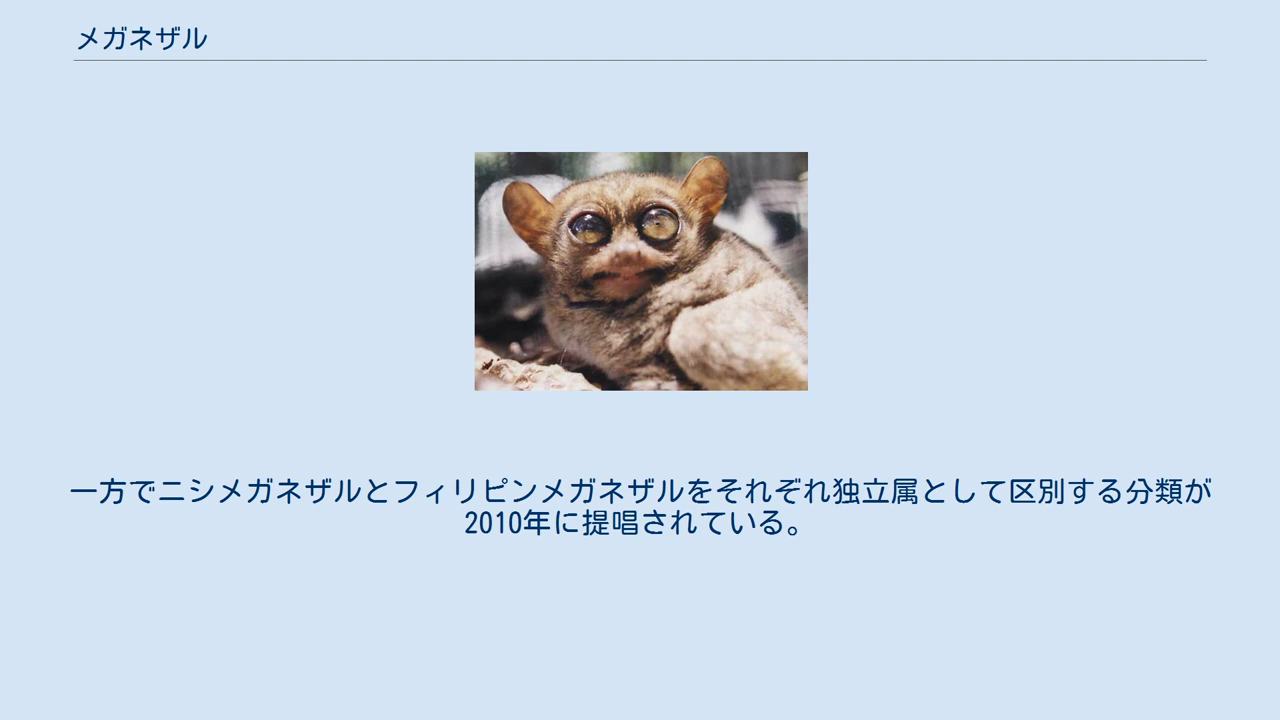 メガネザル
一方でニシメガネザルとフィリピンメガネザルをそれぞれ独立属として区別する分類が
2010年に提唱されている。